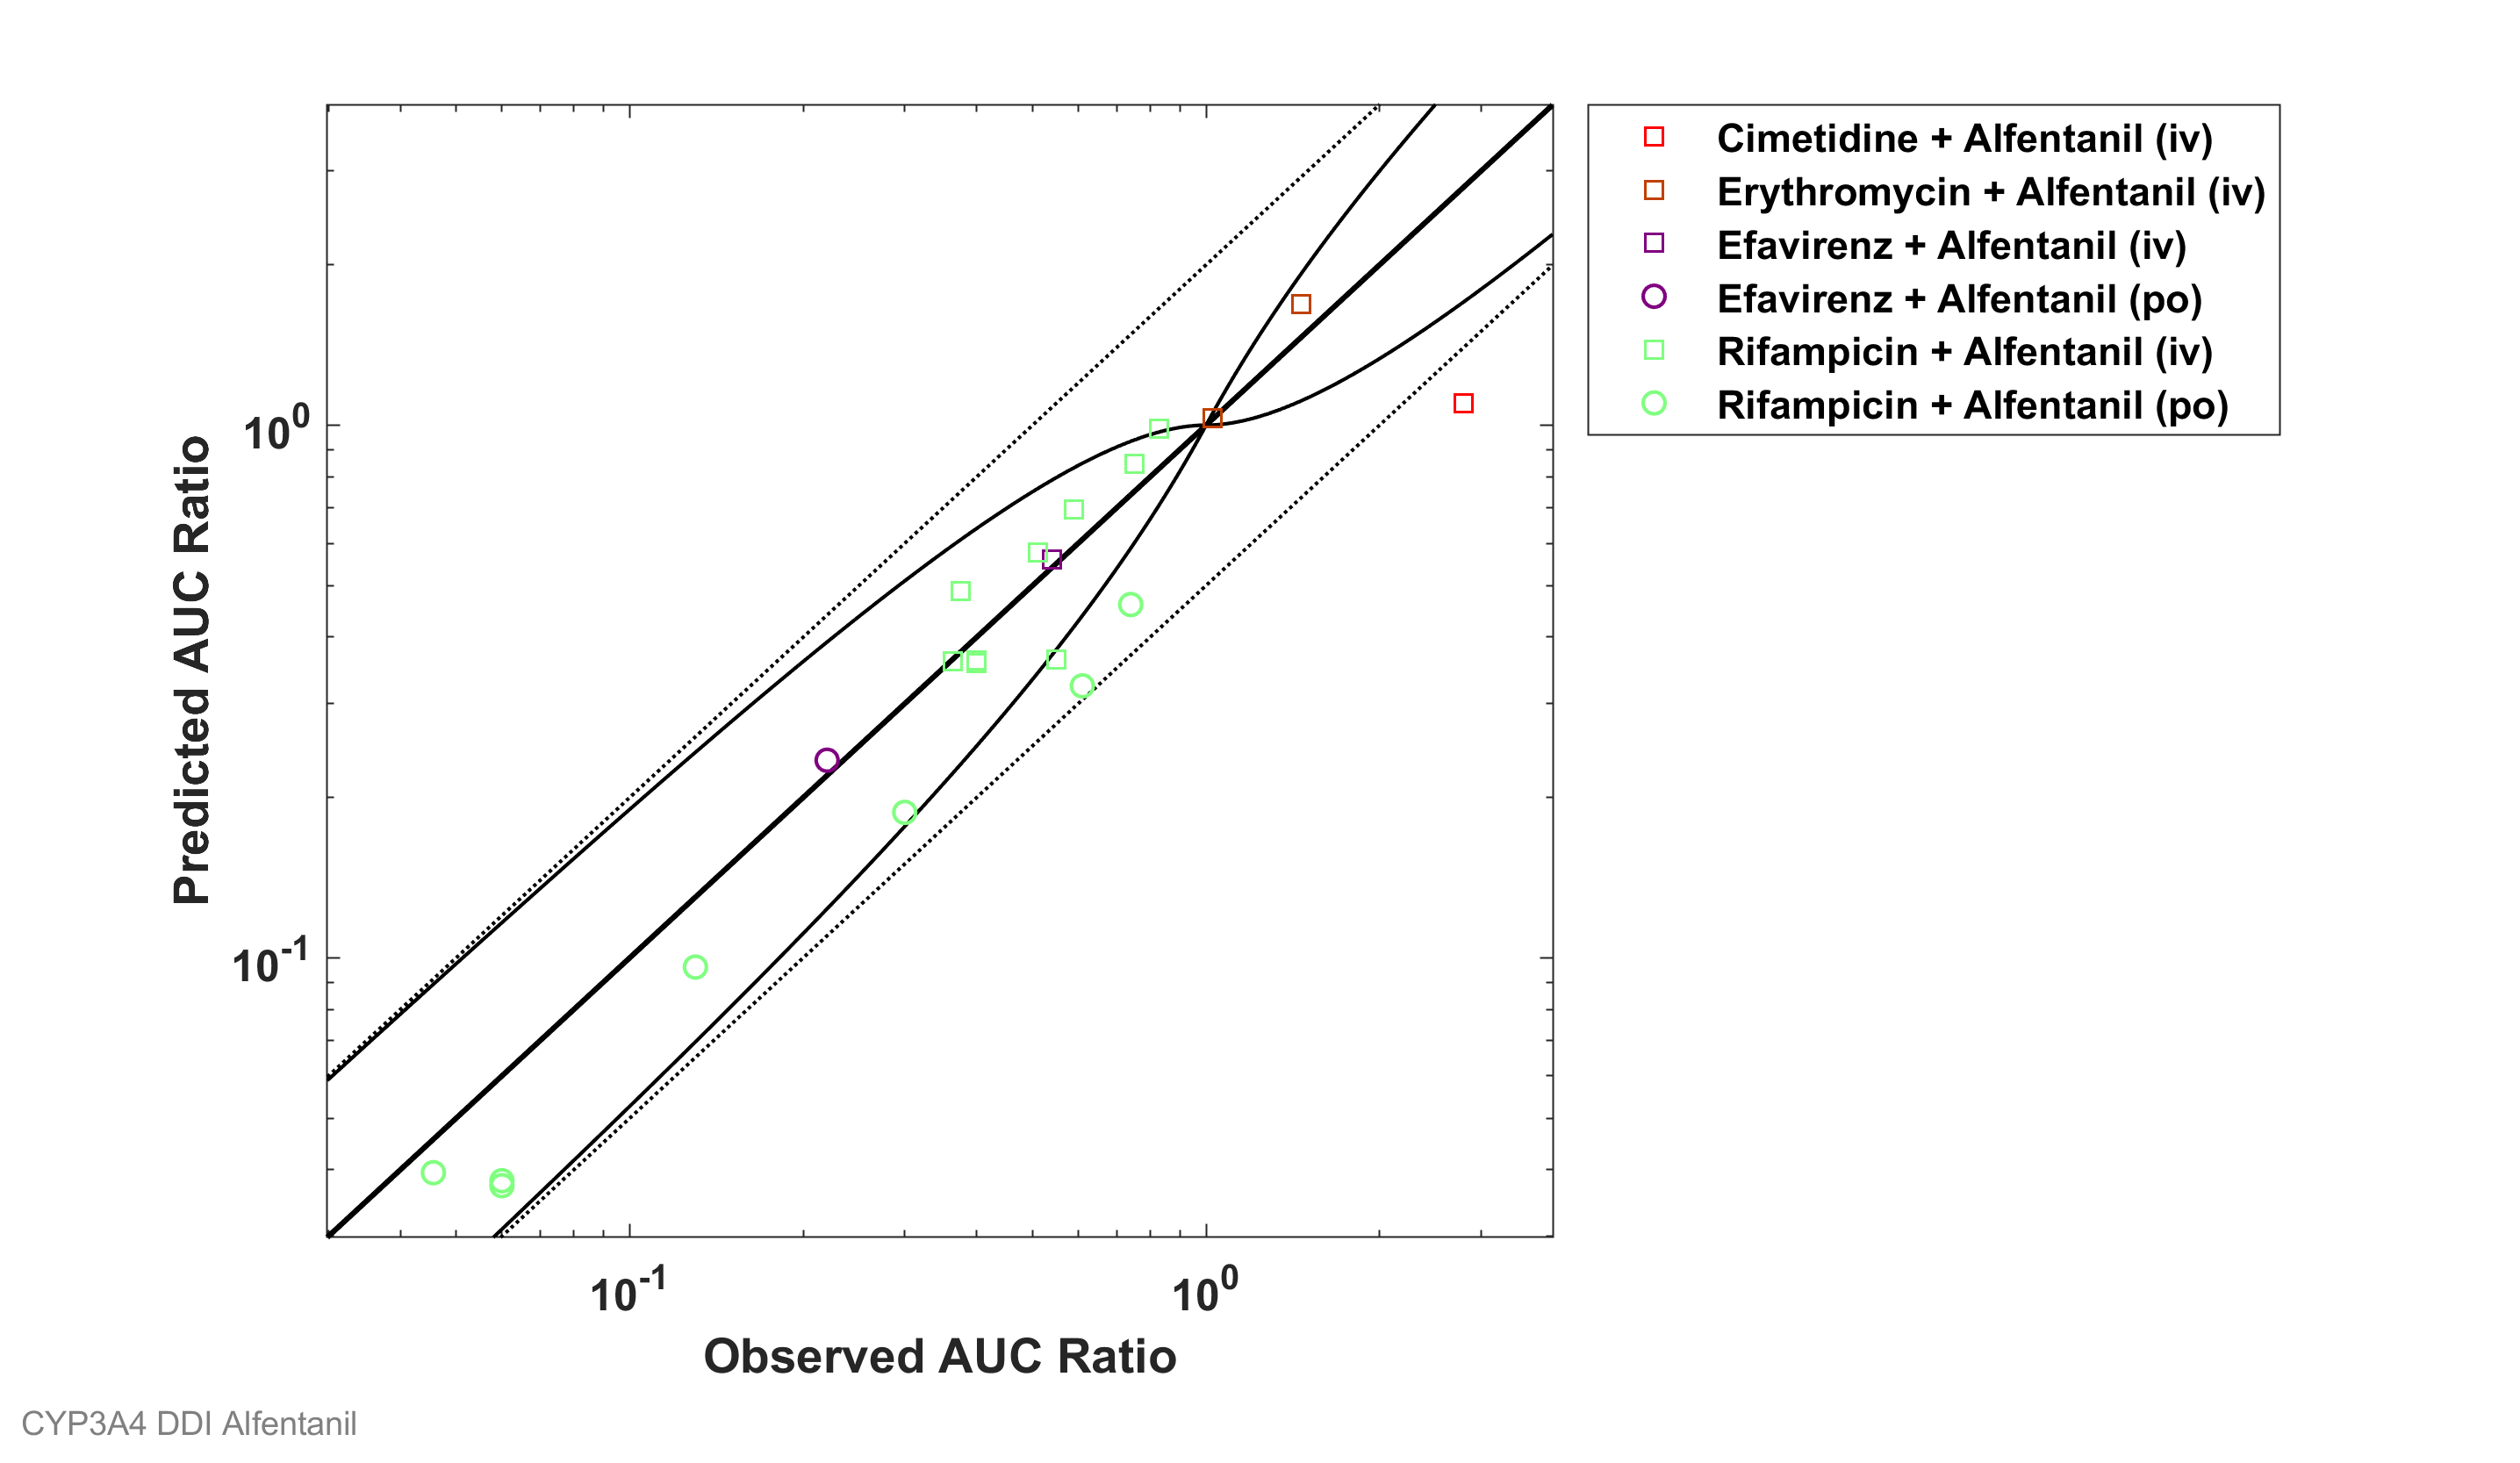 Cimetidine + Alfentanil (iv)
Erythromycin + Alfentanil (iv)
Efavirenz + Alfentanil (iv)
Efavirenz + Alfentanil (po)
Rifampicin + Alfentanil (iv)
Rifampicin + Alfentanil (po)
Predicted AUC Ratio
10^0
10^-1
10^-1
10^0
Observed AUC Ratio
CYP3A4 DDI Alfentanil